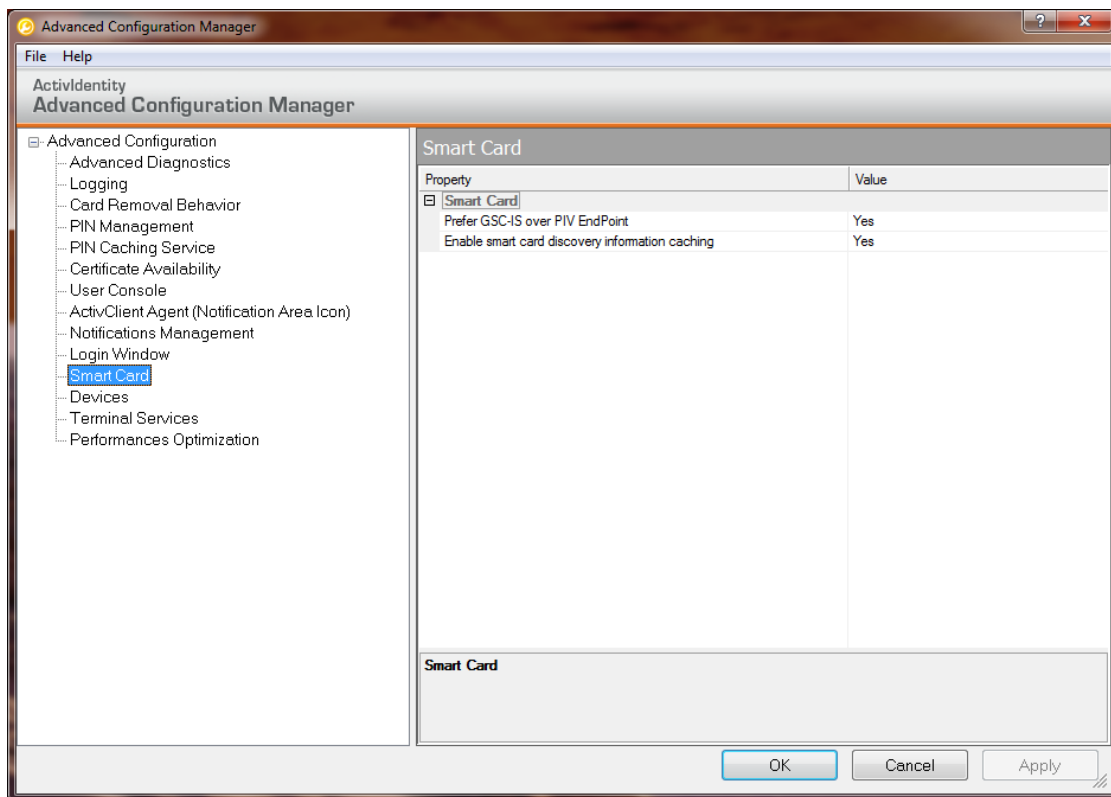 Advanced Configuration Manager
File Help
ActivIdentity
Advanced Configuration Manager
Advanced Configuration
Advanced Diagnostics
Logging
Card Removal Behavior
PIN Management
PIN Caching Service
Certificate Availability
User Console
ActivClient Agent (Notification Area Icon)
Notifications Management
Login Window
Smart Card
Devices
Terminal Services
Performances Optimization
Smart Card
Property Value
Smart Card
Prefer GSC-IS over PIV EndPoint Yes
Enable smart card discovery information caching Yes
Smart Card
OK Cancel Apply